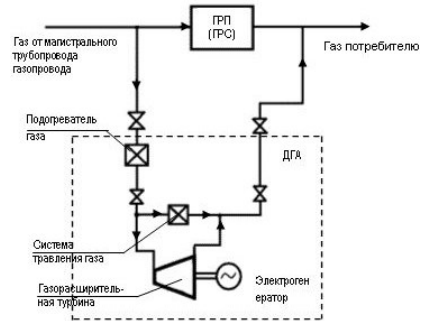 ГРП
(ГРС)
Газ от магистрального
трубопровода
газопровода
Газ потребителю
Подогреватель
газа
ДГА
Система
травления газа
Газорасширитель-
ная турбина
Электроген
ератор